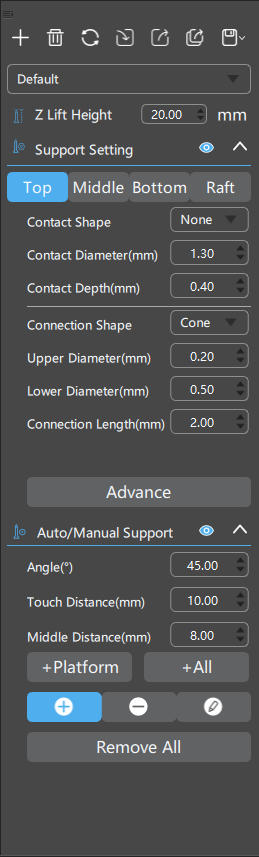 Default
Z Lift Height 20.00 mm
Support Setting
Top Middle Bottom Raft
Contact Shape None
Contact Diameter(mm) 1.30
Contact Depth(mm) 0.40
Connection Shape Cone
Upper Diameter(mm) 0.20
Lower Diameter(mm) 0.50
Connection Length(mm) 2.00
Advance
Auto/Manual Support
Angle(°) 45.00
Touch Distance(mm) 10.00
Middle Distance(mm) 8.00
+Platform +All
Remove All